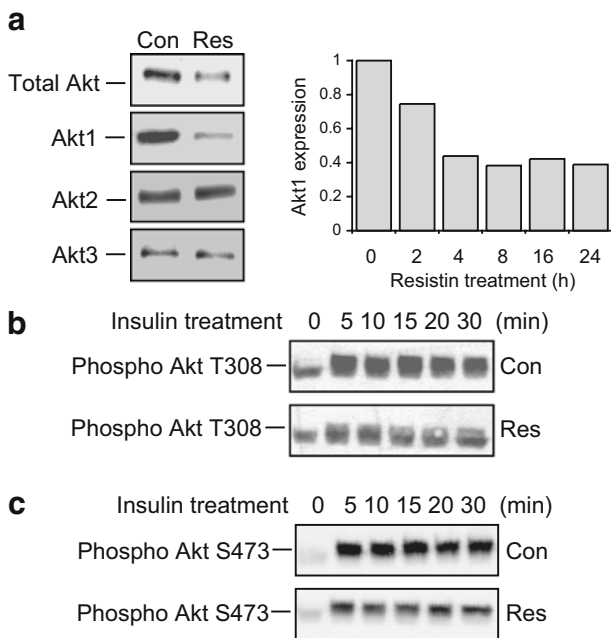 a
Con Res
Total Akt
Akt1
Akt2
Akt3
Akt1 expression
1
0.8
0.6
0.4
0.2
0
0 2 4 8 16 24
Resistin treatment (h)
b
Insulin treatment 0 5 10 15 20 30 (min)
Phospho Akt T308 Con
Phospho Akt T308 Res
c
Insulin treatment 0 5 10 15 20 30 (min)
Phospho Akt S473 Con
Phospho Akt S473 Res